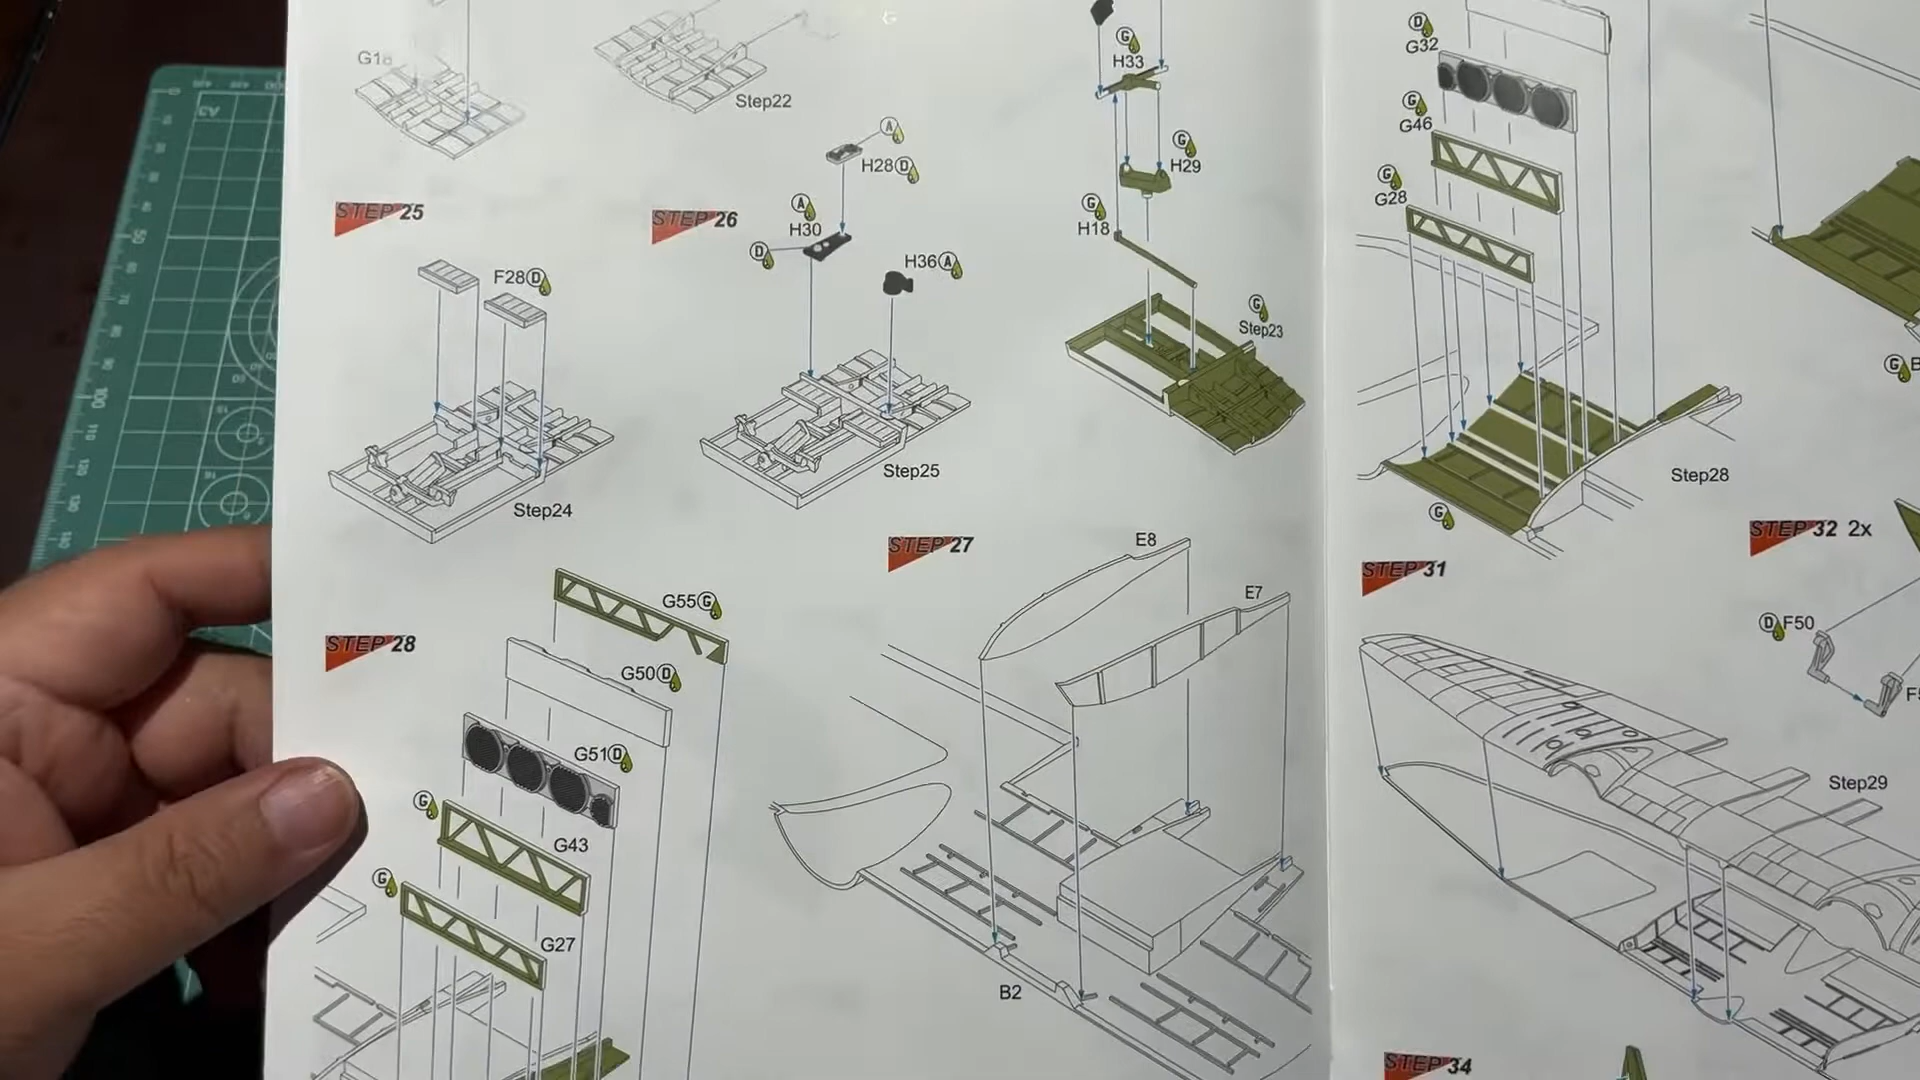 Step22
A
H28 D
STEP 25
STEP 26
A
H30
D
H36 A
F28 D
Step24
Step25
G
H33
G
H29
G
H18
G
Step23
STEP 27
E8
E7
B2
STEP 28
G55 G
G50 D
G51 D
G
G43
G
G27
D
G32
G
G46
G
G28
Step28
G
G
STEP 31
STEP 32 2x
D F50
Step29
STEP 34
A3